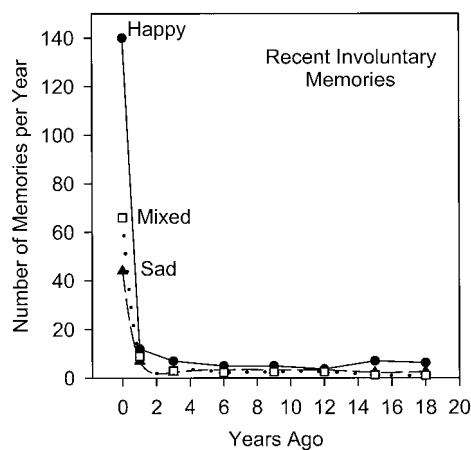 Happy
Recent Involuntary
Memories
Mixed
Sad
Number of Memories per Year
140
120
100
80
60
40
20
0
0 2 4 6 8 10 12 14 16 18 20
Years Ago